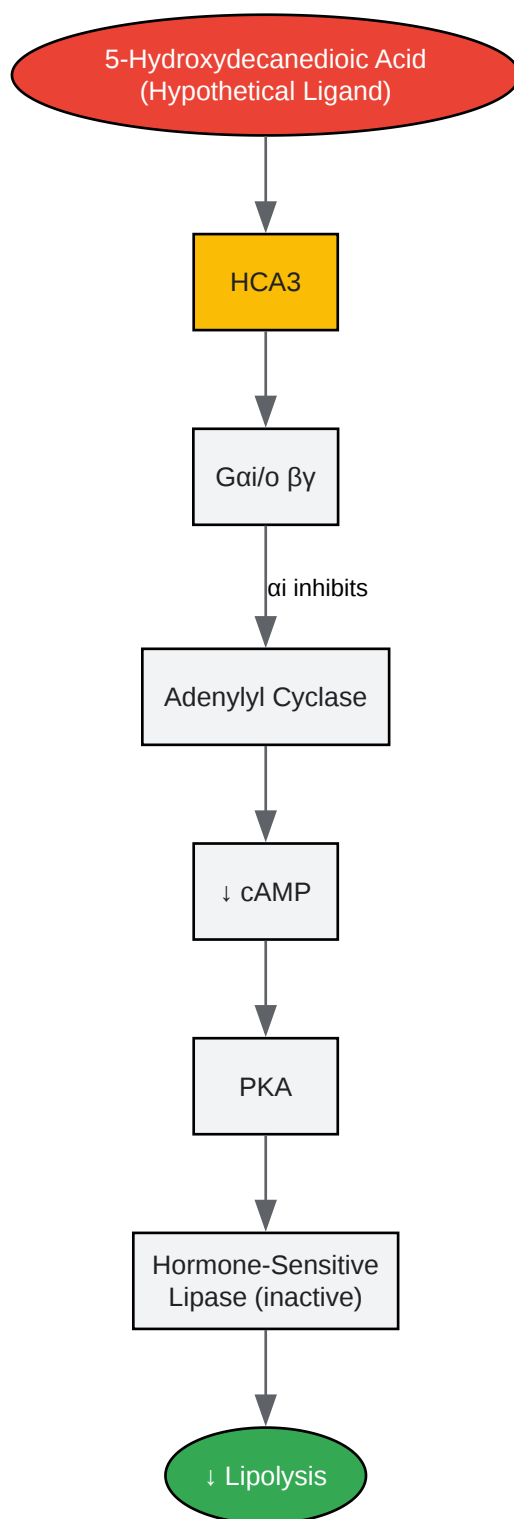 5-Hydroxydecanedioic Acid
(Hypothetical Ligand)
HCA3
Gαi/o βγ
αi inhibits
Adenylyl Cyclase
↓ cAMP
PKA
Hormone-Sensitive
Lipase (inactive)
↓ Lipolysis